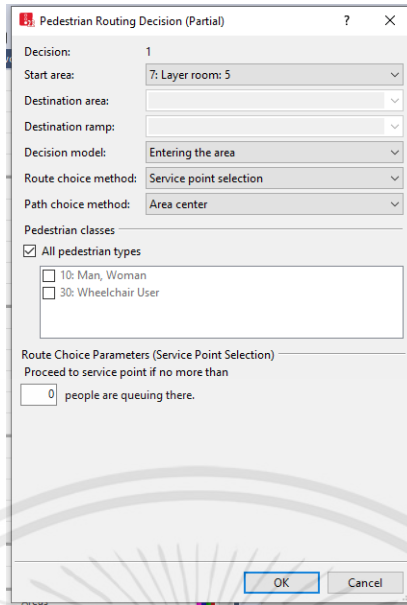 Pedestrian Routing Decision (Partial) ? ×
Decision: 1
Start area: 7: Layer room: 5
Destination area:
Destination ramp:
Decision model: Entering the area
Route choice method: Service point selection
Path choice method: Area center
Pedestrian classes
All pedestrian types
10: Man, Woman
30: Wheelchair User
Route Choice Parameters (Service Point Selection)
Proceed to service point if no more than
0 people are queuing there.
OK Cancel
Areas